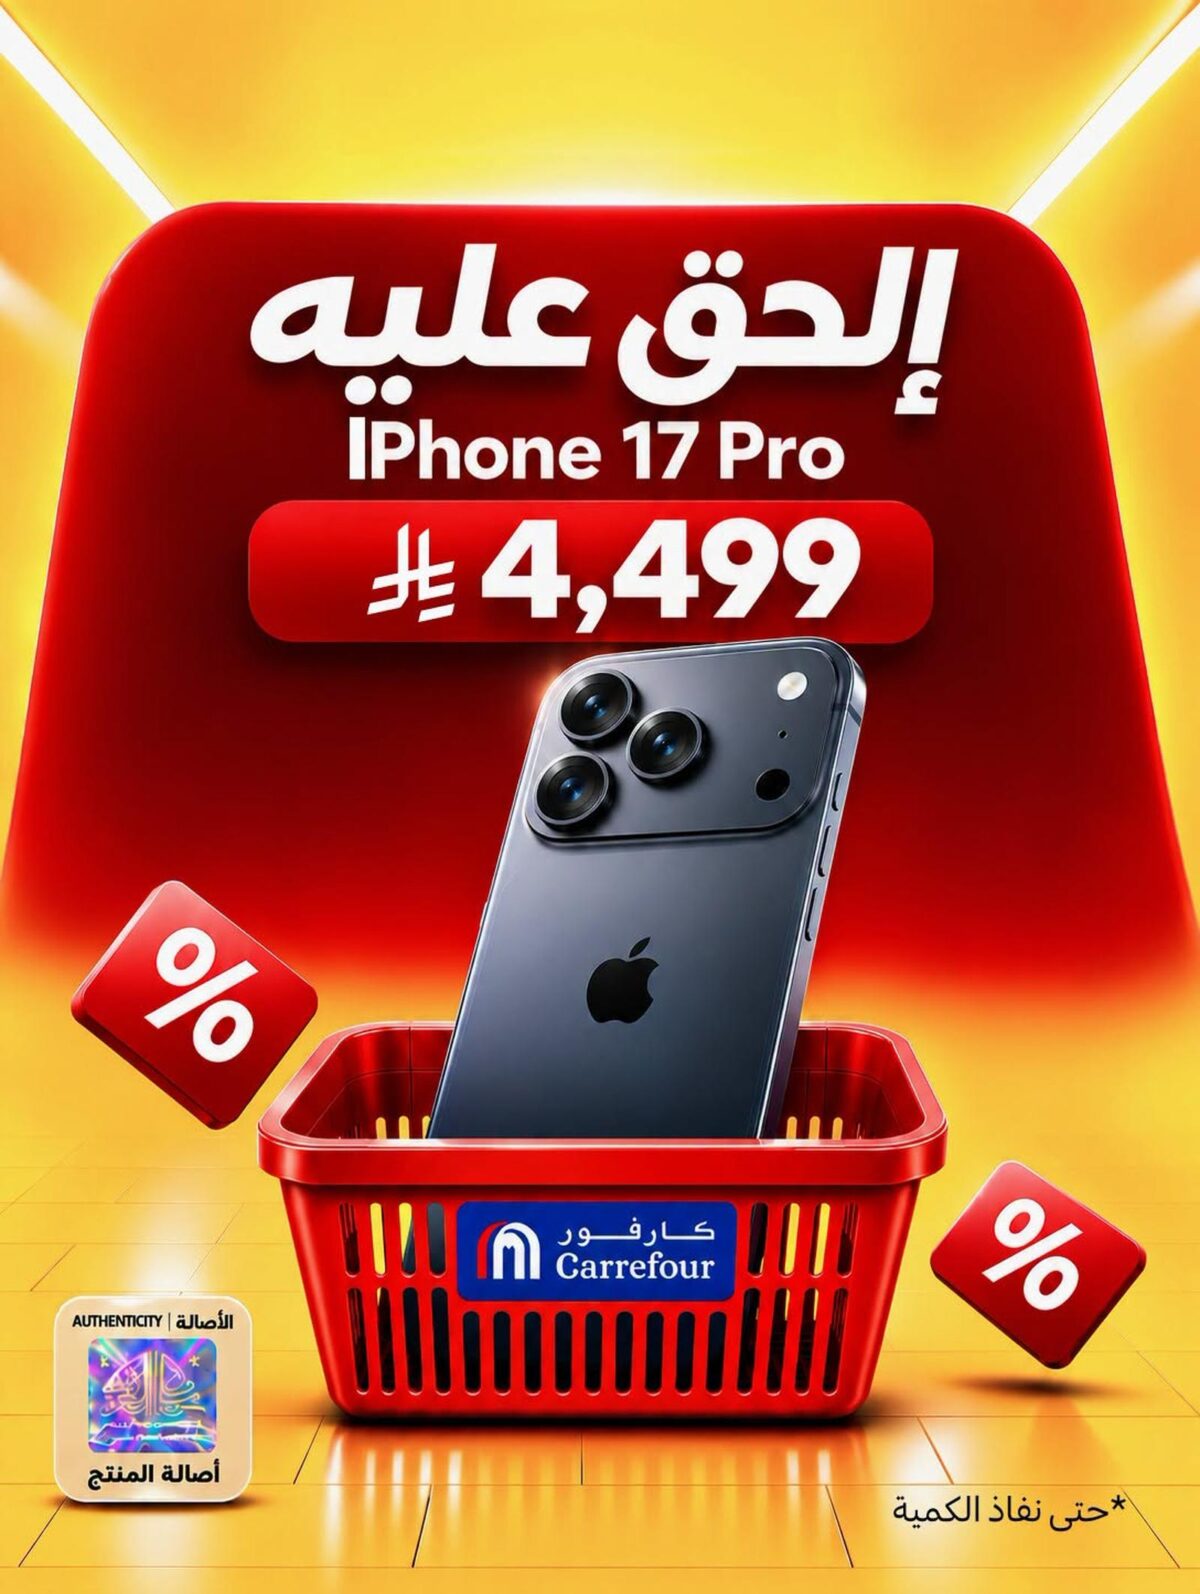 إلحق عليه
IPhone 17 Pro
4,499
%
كارفور
Carrefour
%
AUTHENTICITY | الأصالة
أصالة المنتج
*حتى نفاذ الكمية